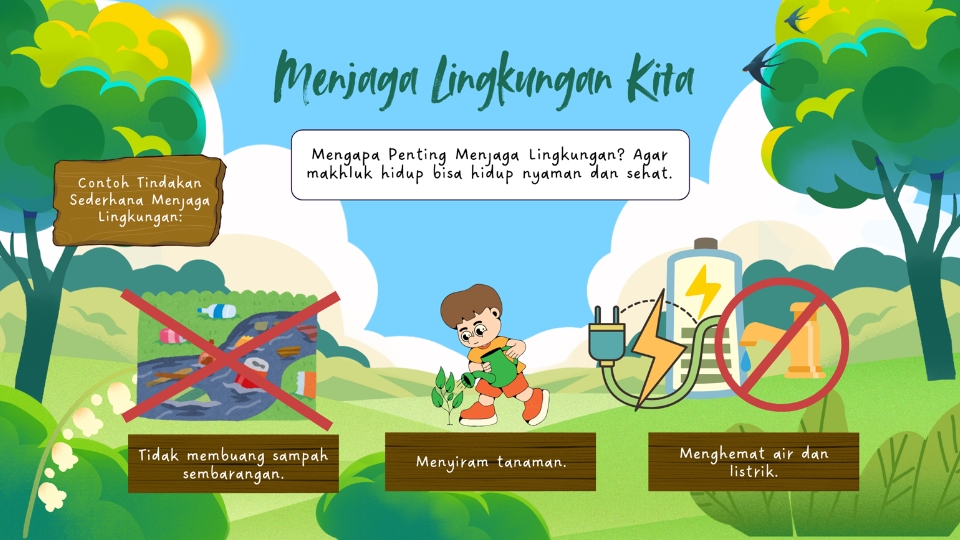 Menjaga Lingkungan Kita
Mengapa Penting Menjaga Lingkungan? Agar
makhluk hidup bisa hidup nyaman dan sehat.
Contoh Tindakan
Sederhana Menjaga
Lingkungan:
Tidak membuang sampah
sembarangan.
Menyiram tanaman.
Menghemat air dan
listrik.